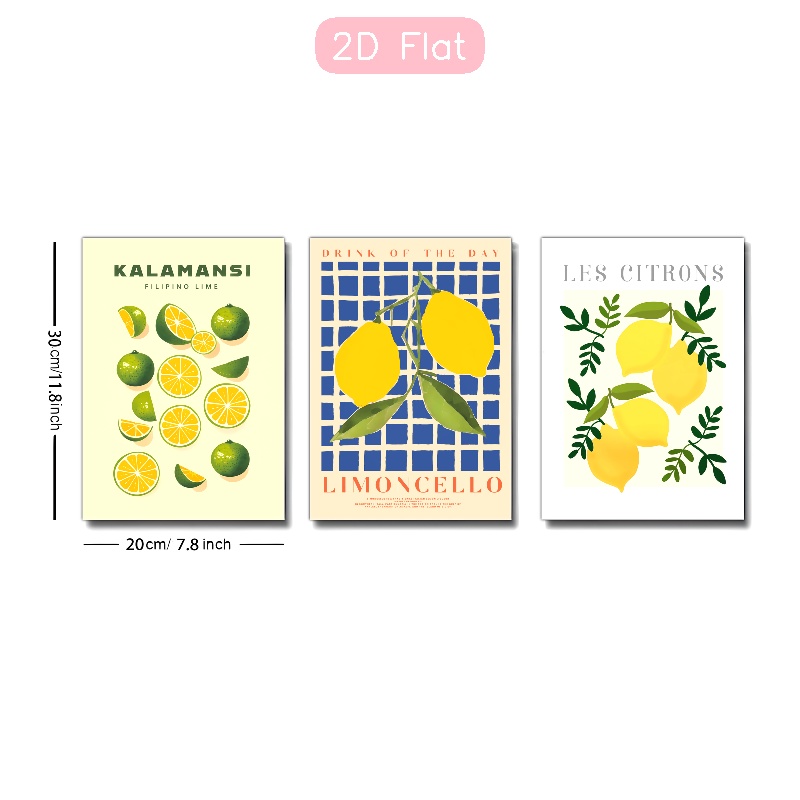 2D Flat
KALAMANSI
FILIPINO LIME
DRINK OF THE DAY
LIMONCELLO
LES CITRONS
30cm/11.8inch
20cm/ 7.8 inch